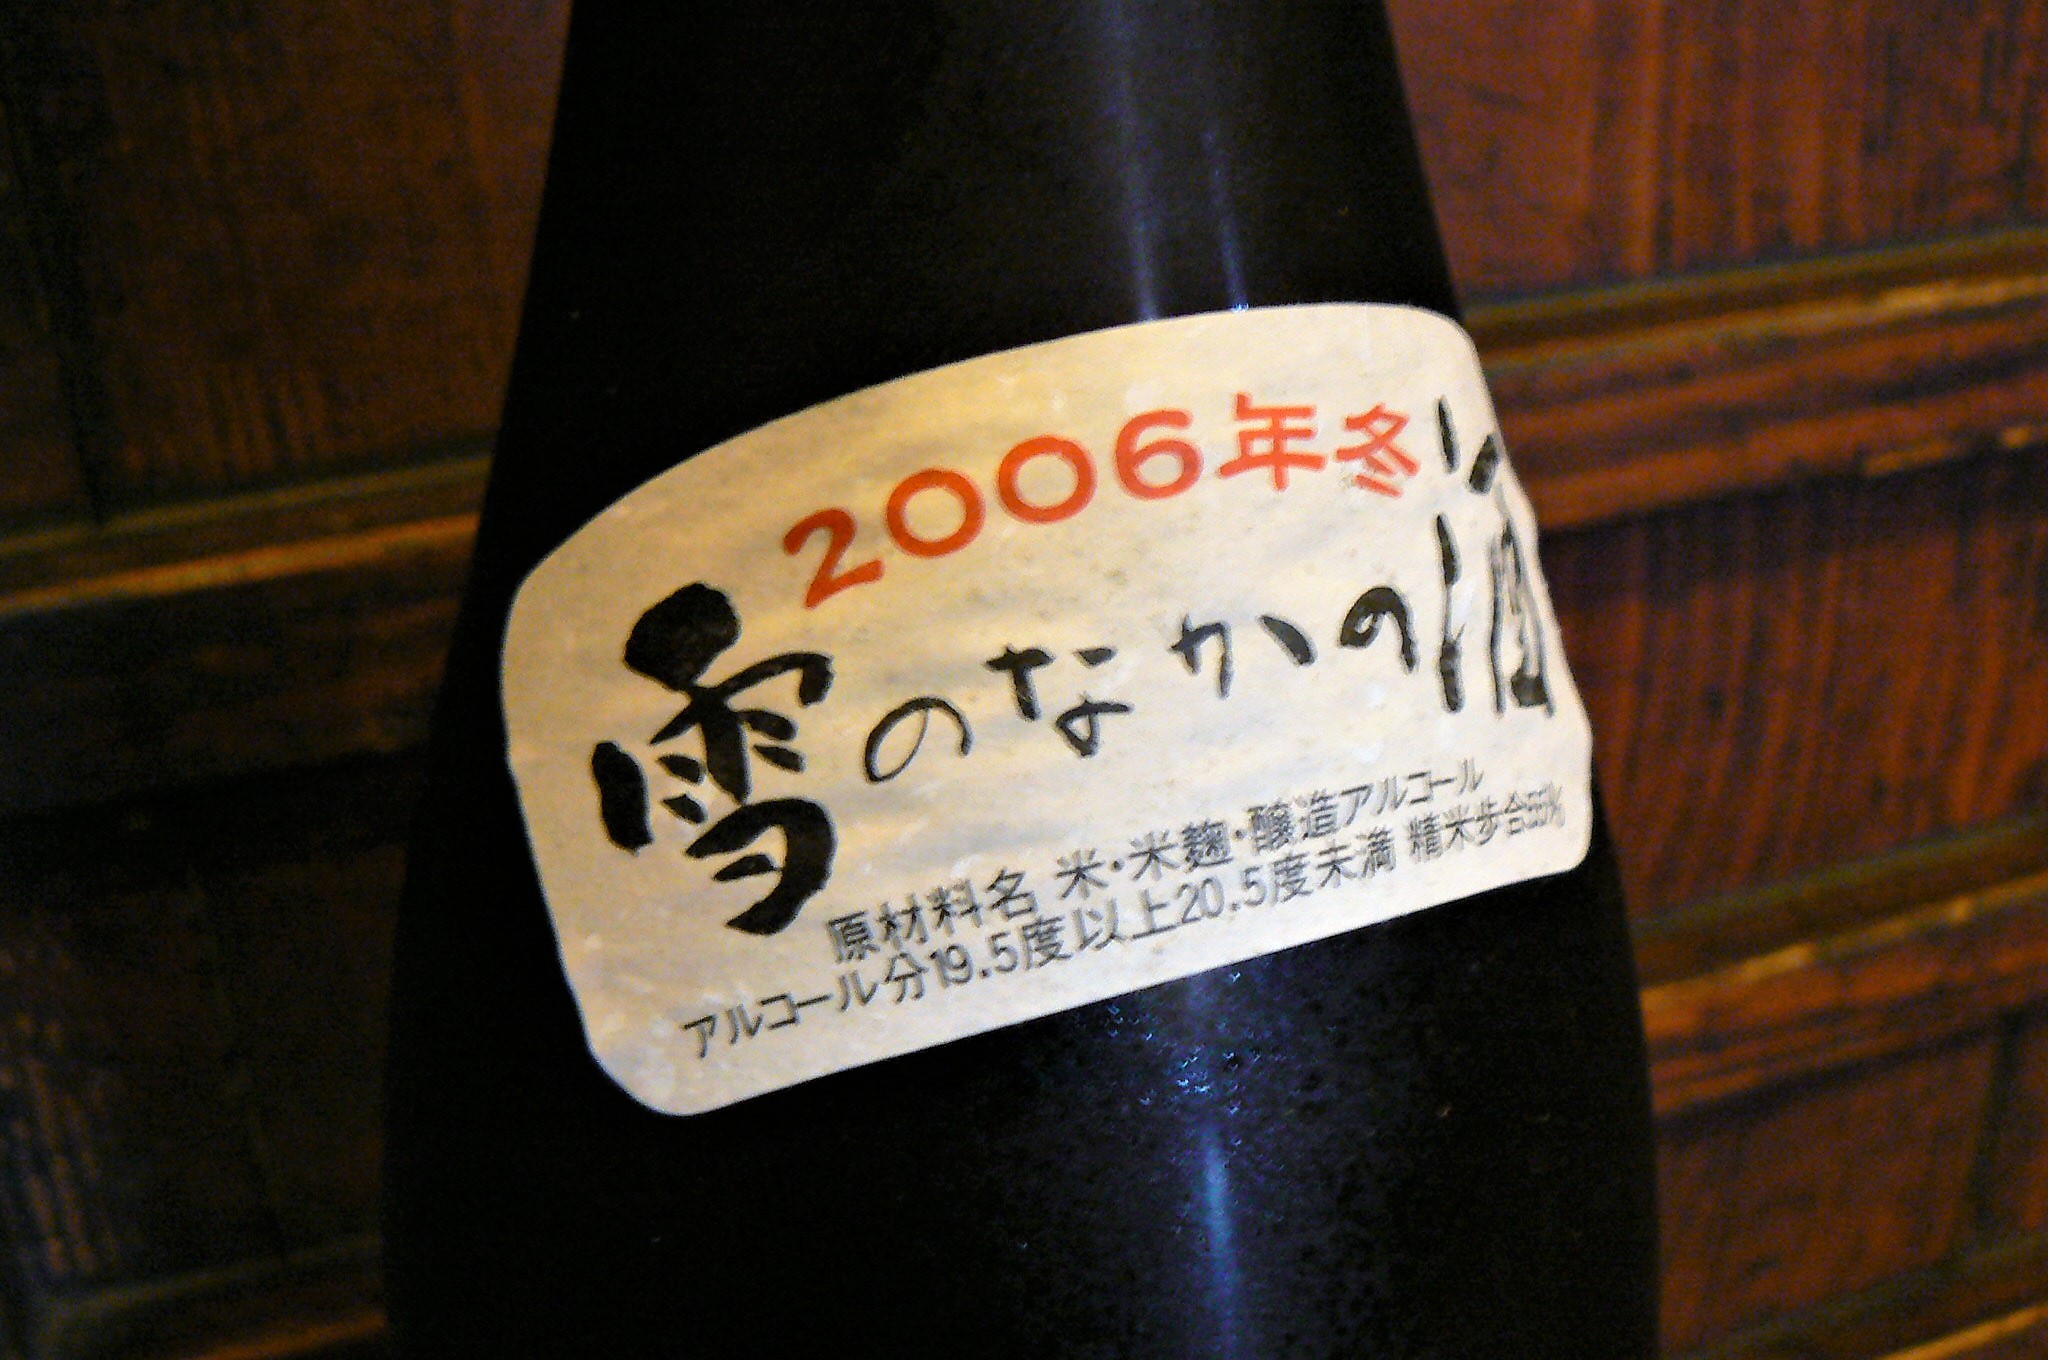 2006年冬
雪のなかの酒
原材料名 米・米麹・醸造アルコール
アルコール分19.5度以上20.5度未満 精米歩合